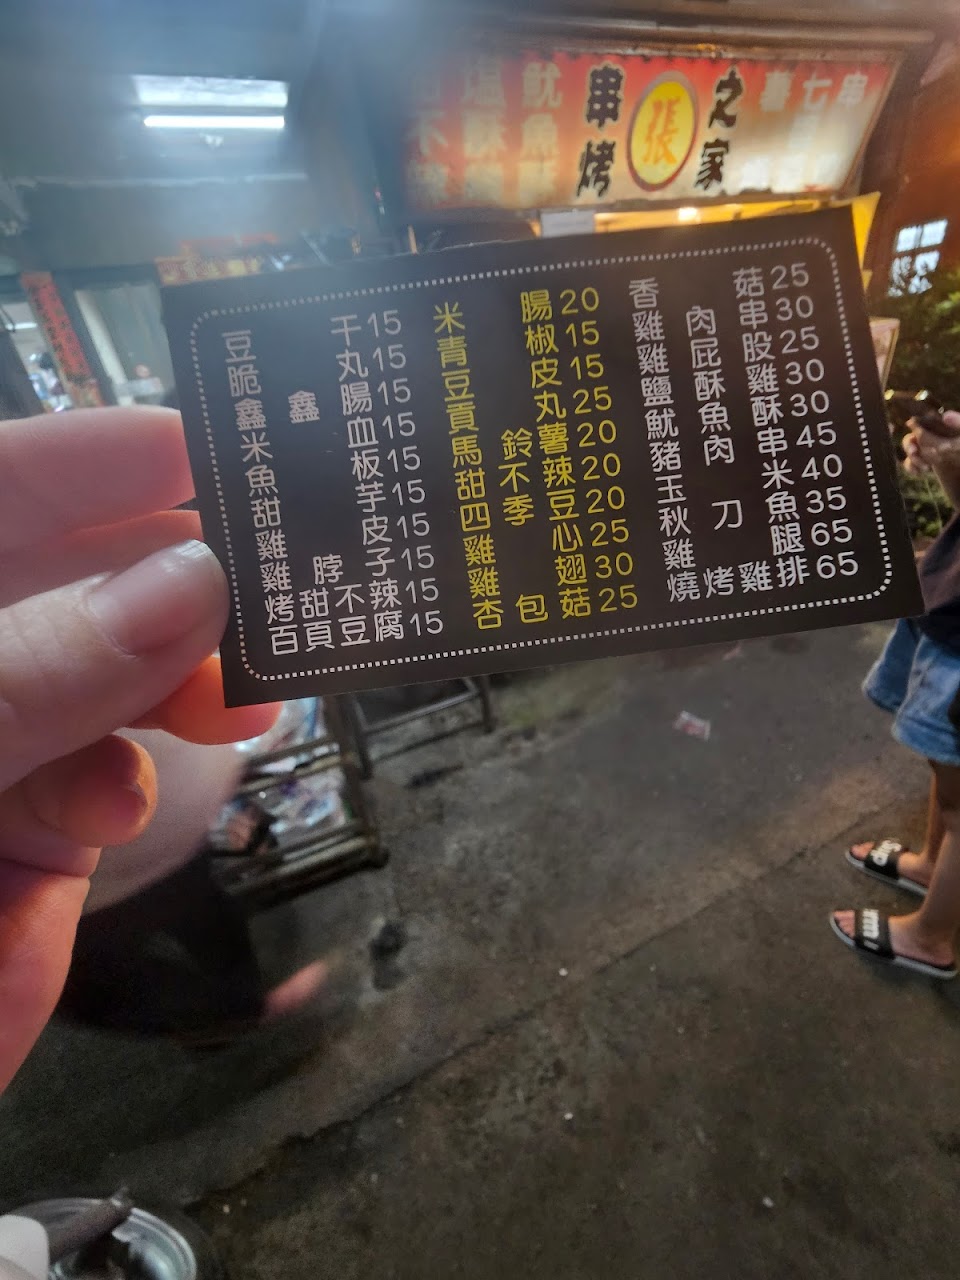 串烤
張
之家
魷魚
豆干15
脆丸15
鑫鑫腸15
米血15
魚板15
甜芋15
雞皮15
雞脖子15
烤甜不辣15
百頁豆腐15
米腸20
青椒15
豆皮15
貢丸25
馬鈴薯20
甜不辣20
四季豆20
雞心25
雞翅30
杏包菇25
香菇25
雞肉串30
雞屁股25
鹽酥雞30
魷魚酥30
豬肉串45
玉米40
秋刀魚35
雞腿65
燒烤雞排65